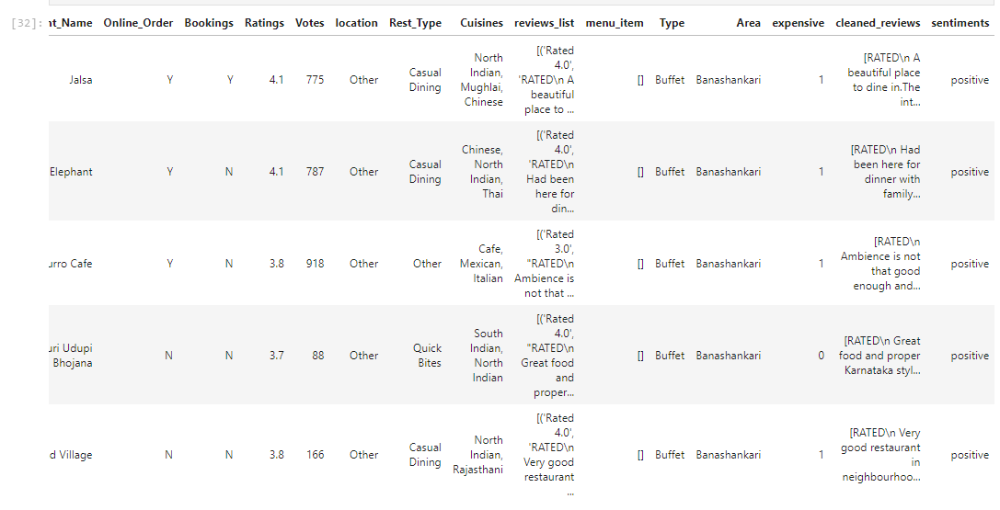 [32]: nt_Name Online_Order Bookings Ratings Votes location Rest_Type Cuisines reviews_list menu_item Type Area expensive cleaned_reviews sentiments
Jalsa Y Y 4.1 775 Other Casual Dining North Indian, Mughlai, Chinese [('Rated 4.0', 'RATED\n A beautiful place to ... [] Buffet Banashankari 1 [RATED\n A beautiful place to dine in.The int... positive
Elephant Y N 4.1 787 Other Casual Dining Chinese, North Indian, Thai [('Rated 4.0', 'RATED\n Had been here for din... [] Buffet Banashankari 1 [RATED\n Had been here for dinner with family... positive
urro Cafe Y N 3.8 918 Other Other Cafe, Mexican, Italian [('Rated 3.0', "RATED\n Ambience is not that ... [] Buffet Banashankari 1 [RATED\n Ambience is not that good enough and... positive
uri Udupi Bhojana N N 3.7 88 Other Quick Bites South Indian, North Indian [('Rated 4.0', "RATED\n Great food and proper... [] Buffet Banashankari 0 [RATED\n Great food and proper Karnataka styl... positive
d Village N N 3.8 166 Other Casual Dining North Indian, Rajasthani [('Rated 4.0', 'RATED\n Very good restaurant ... [] Buffet Banashankari 1 [RATED\n Very good restaurant in neighbourhoo... positive